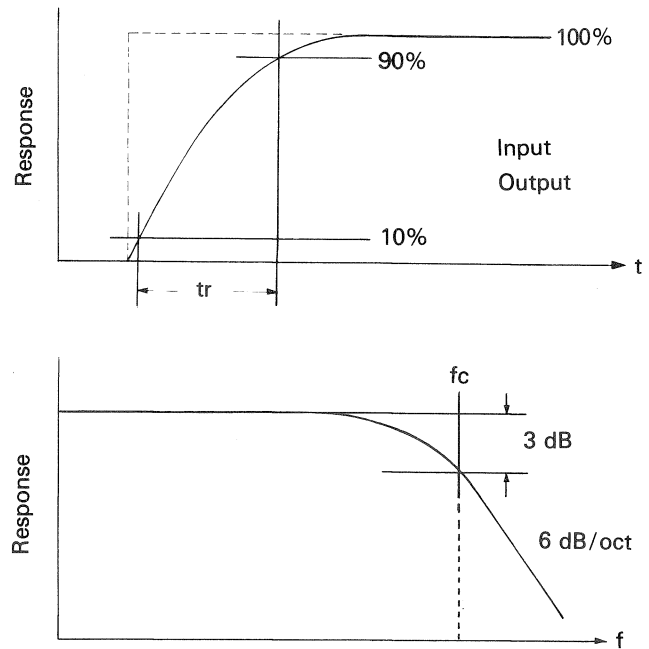 Response
100%
90%
Input
Output
10%
t
tr
fc
3 dB
Response
6 dB/oct
f